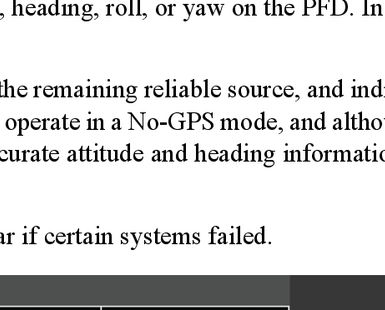 , heading, roll, or yaw on the PFD. In
the remaining reliable source, and indi
operate in a No-GPS mode, and altho
curate attitude and heading informatio
ar if certain systems failed.